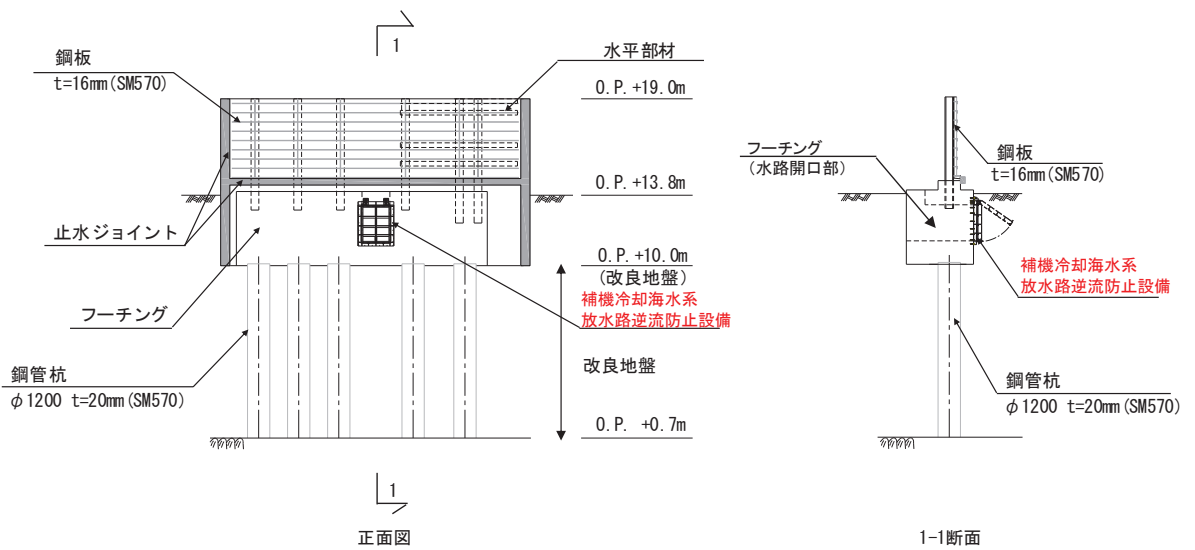 1
鋼板
t=16mm(SM570)
水平部材
O.P.+19.0m
O.P.+13.8m
止水ジョイント
O.P.+10.0m
(改良地盤)
補機冷却海水系
放水路逆流防止設備
フーチング
改良地盤
鋼管杭
φ1200 t=20mm(SM570)
O.P. +0.7m
1
正面図
フーチング
(水路開口部)
鋼板
t=16mm(SM570)
補機冷却海水系
放水路逆流防止設備
鋼管杭
φ1200 t=20mm(SM570)
1-1断面